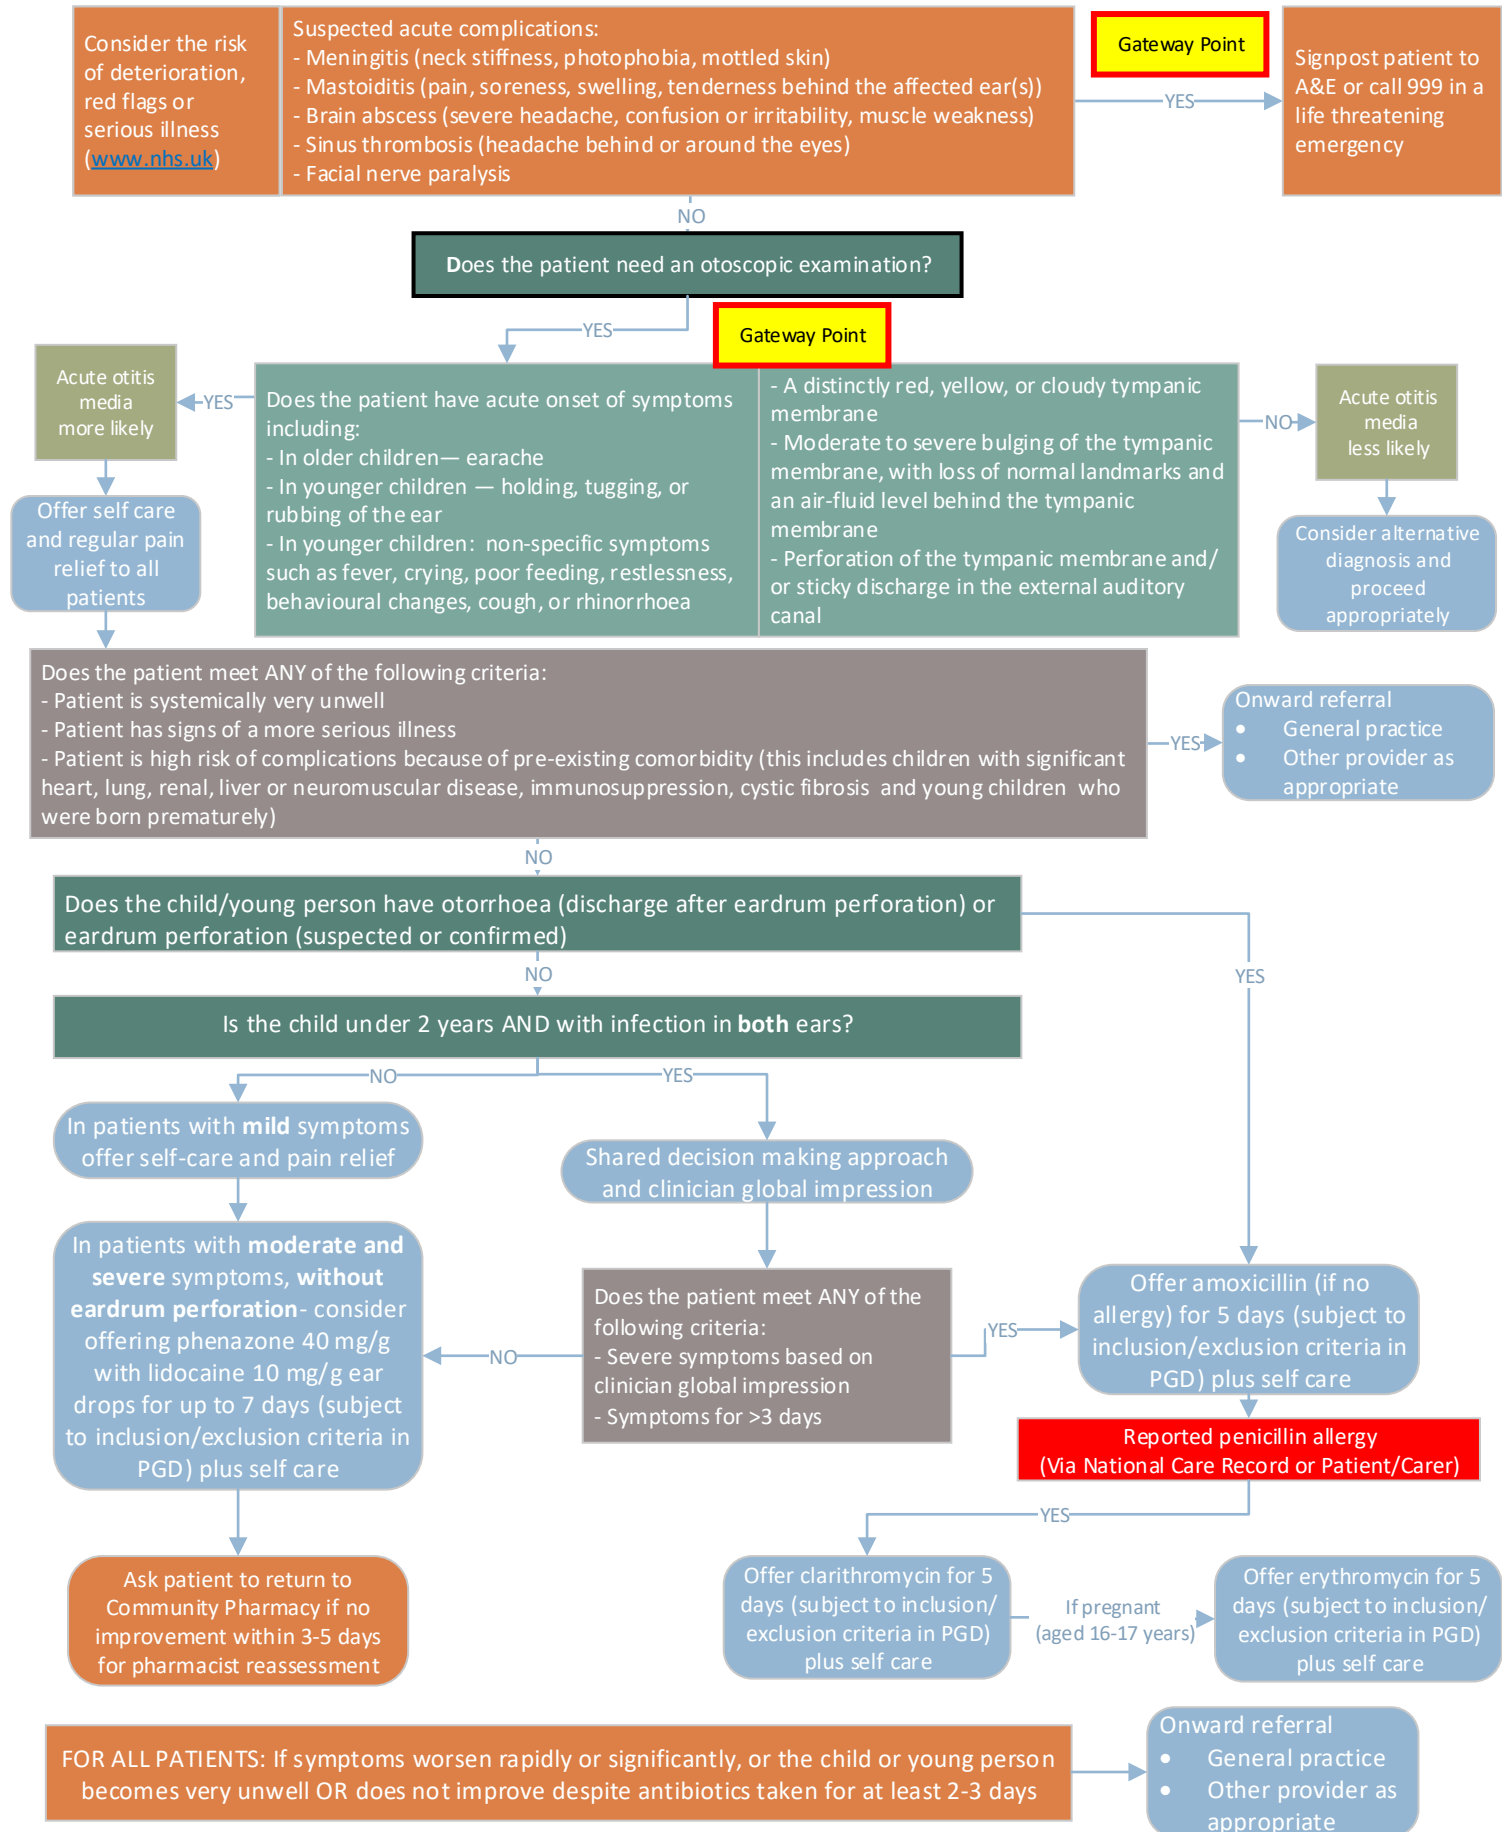 Consider the risk
of deterioration,
red flags or
serious illness
(www.nhs.uk)
Suspected acute complications:
- Meningitis (neck stiffness, photophobia, mottled skin)
- Mastoiditis (pain, soreness, swelling, tenderness behind the affected ear(s))
- Brain abscess (severe headache, confusion or irritability, muscle weakness)
- Sinus thrombosis (headache behind or around the eyes)
- Facial nerve paralysis
Gateway Point
YES
Signpost patient to
A&E or call 999 in a
life threatening
emergency
NO
Does the patient need an otoscopic examination?
YES
Gateway Point
Acute otitis
media
more likely
YES
Does the patient have acute onset of symptoms
including:
- In older children— earache
- In younger children — holding, tugging, or
rubbing of the ear
- In younger children: non-specific symptoms
such as fever, crying, poor feeding, restlessness,
behavioural changes, cough, or rhinorrhoea
- A distinctly red, yellow, or cloudy tympanic
membrane
- Moderate to severe bulging of the tympanic
membrane, with loss of normal landmarks and
an air-fluid level behind the tympanic
membrane
- Perforation of the tympanic membrane and/
or sticky discharge in the external auditory
canal
NO
Acute otitis
media
less likely
Offer self care
and regular pain
relief to all
patients
Consider alternative
diagnosis and
proceed
appropriately
Does the patient meet ANY of the following criteria:
- Patient is systemically very unwell
- Patient has signs of a more serious illness
- Patient is high risk of complications because of pre-existing comorbidity (this includes children with significant
heart, lung, renal, liver or neuromuscular disease, immunosuppression, cystic fibrosis and young children who
were born prematurely)
YES
Onward referral
• General practice
• Other provider as
appropriate
NO
Does the child/young person have otorrhoea (discharge after eardrum perforation) or
eardrum perforation (suspected or confirmed)
NO
YES
Is the child under 2 years AND with infection in both ears?
NO
YES
In patients with mild symptoms
offer self-care and pain relief
Shared decision making approach
and clinician global impression
In patients with moderate and
severe symptoms, without
eardrum perforation- consider
offering phenazone 40 mg/g
with lidocaine 10 mg/g ear
drops for up to 7 days (subject
to inclusion/exclusion criteria in
PGD) plus self care
NO
Does the patient meet ANY of the
following criteria:
- Severe symptoms based on
clinician global impression
- Symptoms for >3 days
YES
Offer amoxicillin (if no
allergy) for 5 days (subject to
inclusion/exclusion criteria in
PGD) plus self care
Reported penicillin allergy
(Via National Care Record or Patient/Carer)
YES
Ask patient to return to
Community Pharmacy if no
improvement within 3-5 days
for pharmacist reassessment
Offer clarithromycin for 5
days (subject to inclusion/
exclusion criteria in PGD)
plus self care
If pregnant
(aged 16-17 years)
Offer erythromycin for 5
days (subject to inclusion/
exclusion criteria in PGD)
plus self care
FOR ALL PATIENTS: If symptoms worsen rapidly or significantly, or the child or young person
becomes very unwell OR does not improve despite antibiotics taken for at least 2-3 days
Onward referral
• General practice
• Other provider as
appropriate